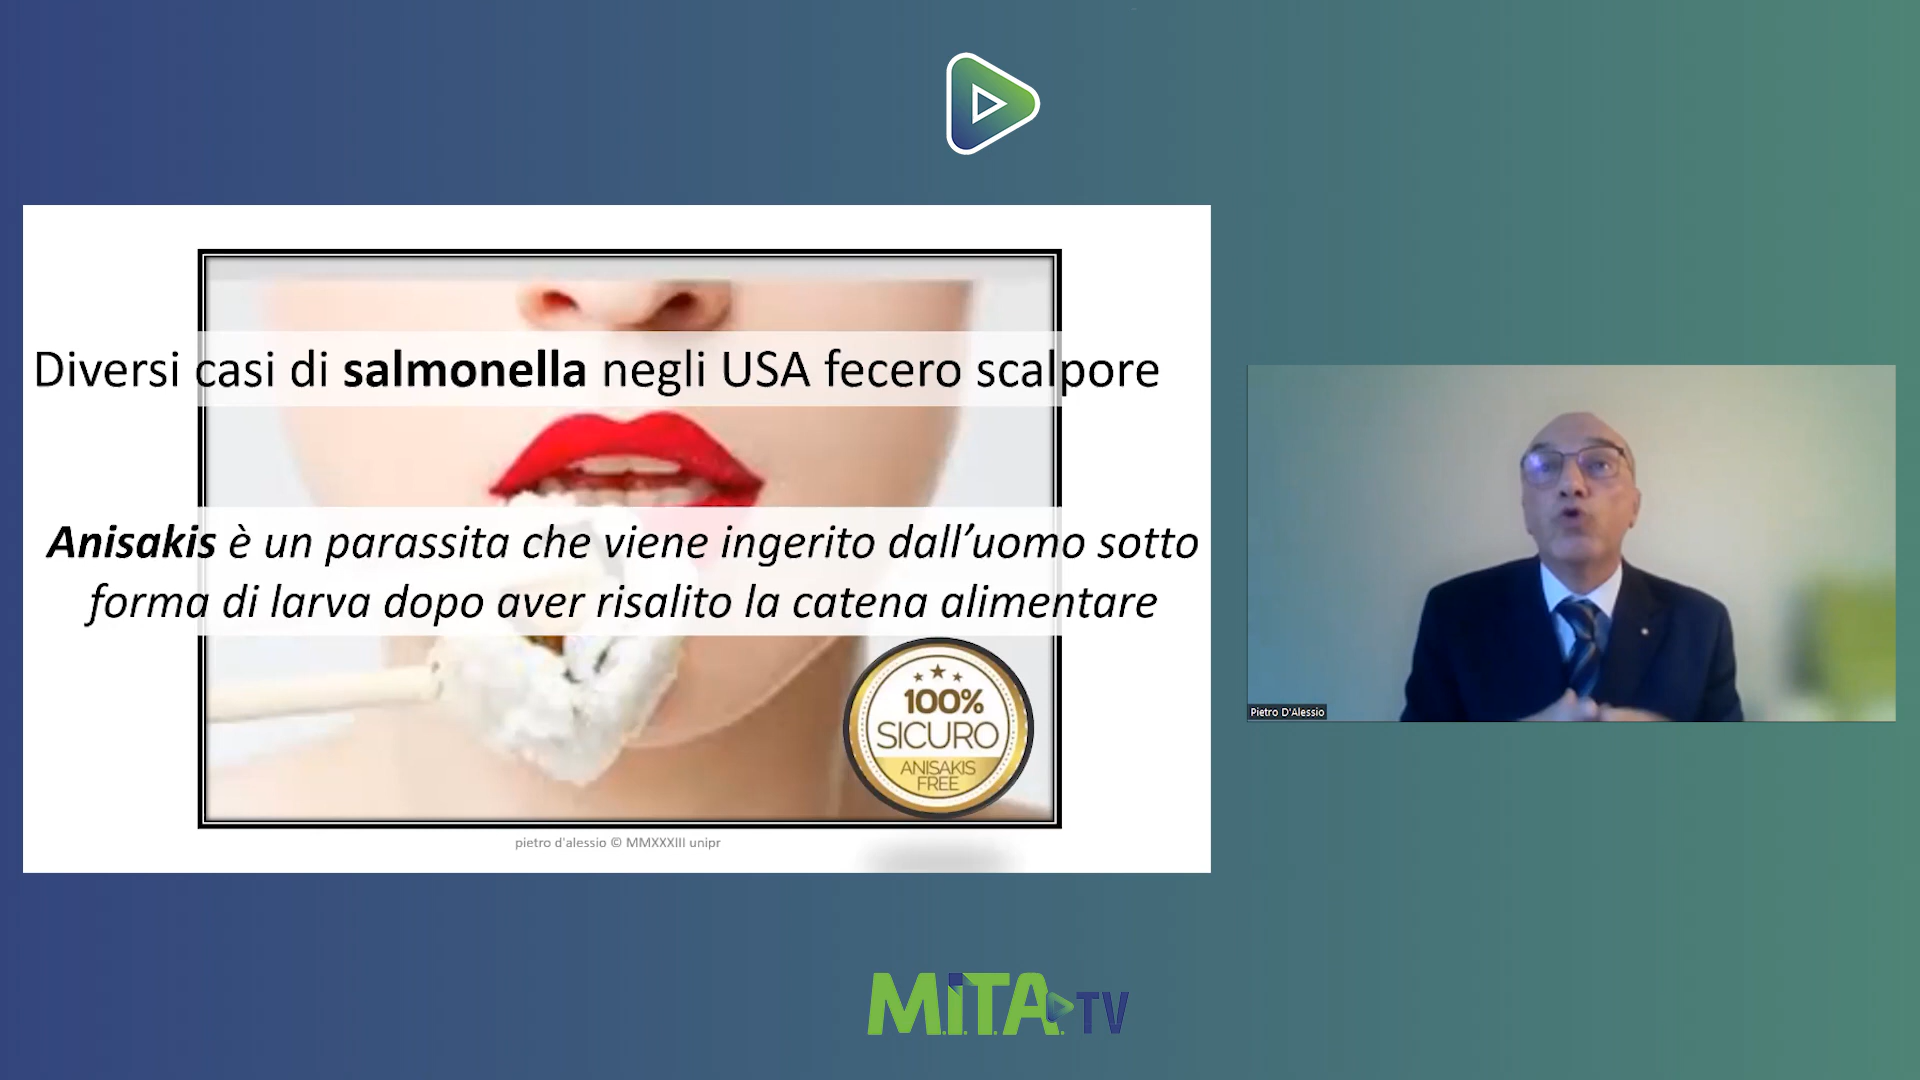 Diversi casi di salmonella negli USA fecero scalpore
Anisakis è un parassita che viene ingerito dall’uomo sotto
forma di larva dopo aver risalito la catena alimentare
100%
SICURO
ANISAKIS
FREE
pietro d'alessio © MMXXXIII unipr
Pietro D'Alessio
M.I.T.A. TV